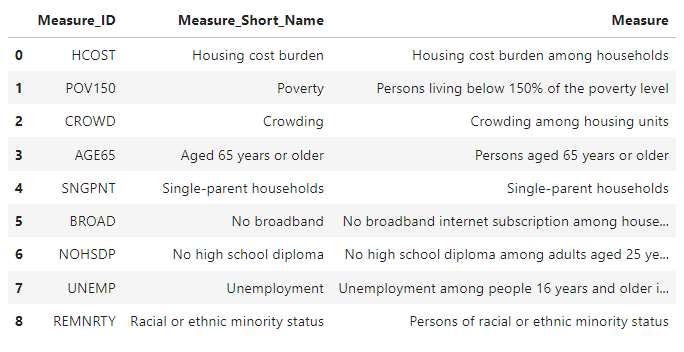 Measure_ID Measure_Short_Name Measure
0 HCOST Housing cost burden Housing cost burden among households
1 POV150 Poverty Persons living below 150% of the poverty level
2 CROWD Crowding Crowding among housing units
3 AGE65 Aged 65 years or older Persons aged 65 years or older
4 SNGPNT Single-parent households Single-parent households
5 BROAD No broadband No broadband internet subscription among house...
6 NOHSDP No high school diploma No high school diploma among adults aged 25 ye...
7 UNEMP Unemployment Unemployment among people 16 years and older i...
8 REMNRTY Racial or ethnic minority status Persons of racial or ethnic minority status